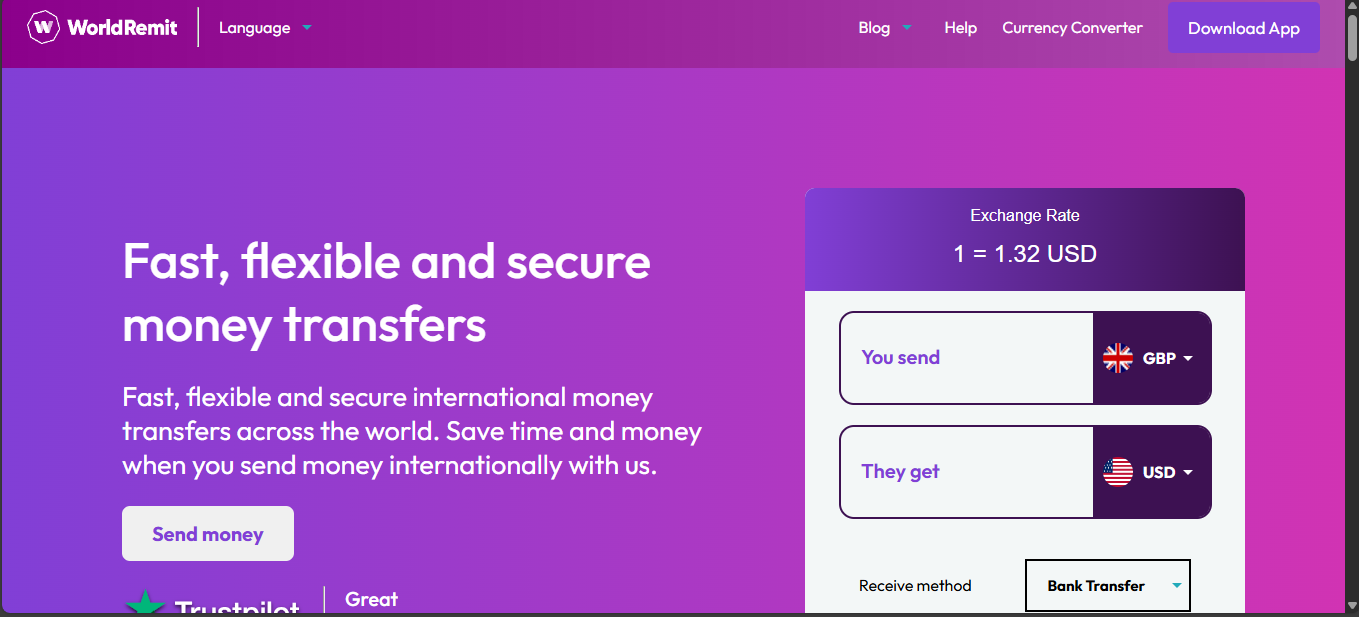 WorldRemit
Language
Blog
Help
Currency Converter
Download App
Fast, flexible and secure
money transfers
Fast, flexible and secure international money
transfers across the world. Save time and money
when you send money internationally with us.
Send money
Trustpilot
Great
Exchange Rate
1 = 1.32 USD
You send
GBP
They get
USD
Receive method
Bank Transfer